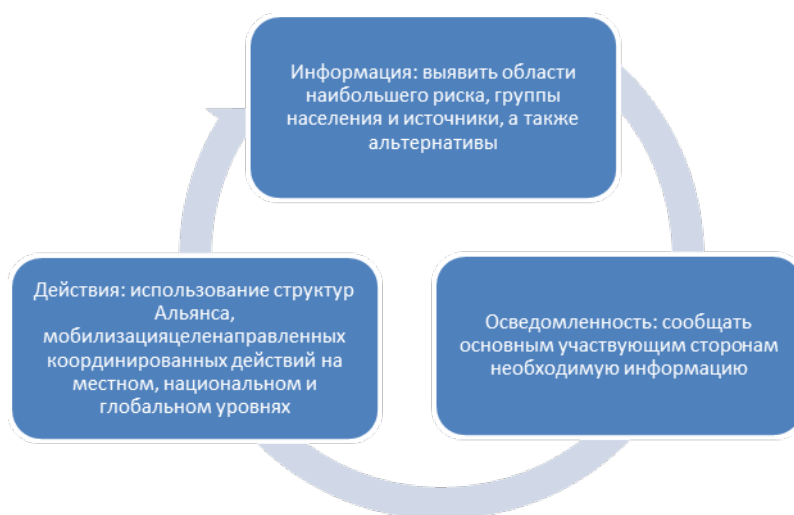 Информация: выявить области
наибольшего риска, группы
населения и источники, а также
альтернативы
Осведомленность: сообщать
основным участвующим сторонам
необходимую информацию
Действия: использование структур
Альянса,
мобилизацияцеленаправленных
координированных действий на
местном, национальном и
глобальном уровнях